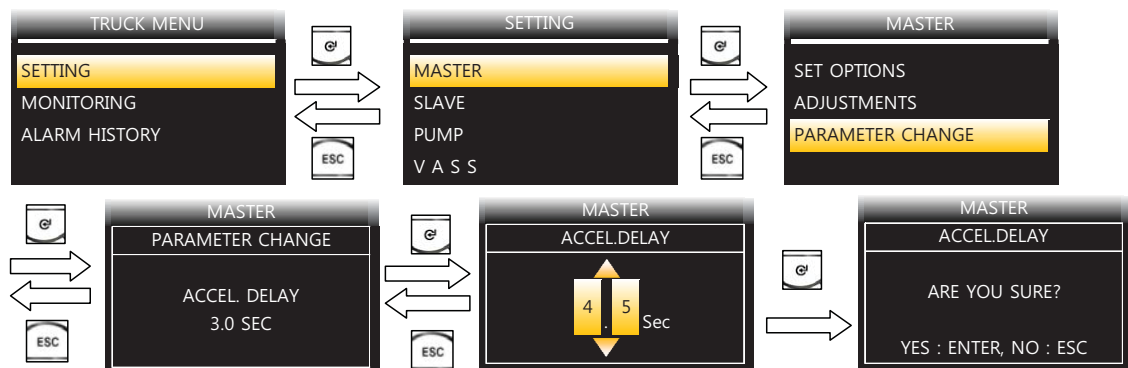 TRUCK MENU
SETTING
MONITORING
ALARM HISTORY
ESC
SETTING
MASTER
SLAVE
PUMP
V A S S
ESC
MASTER
SET OPTIONS
ADJUSTMENTS
PARAMETER CHANGE
ESC
MASTER
PARAMETER CHANGE
ACCEL. DELAY
3.0 SEC
ESC
MASTER
ACCEL.DELAY
4 . 5 Sec
MASTER
ACCEL.DELAY
ARE YOU SURE?
YES : ENTER, NO : ESC